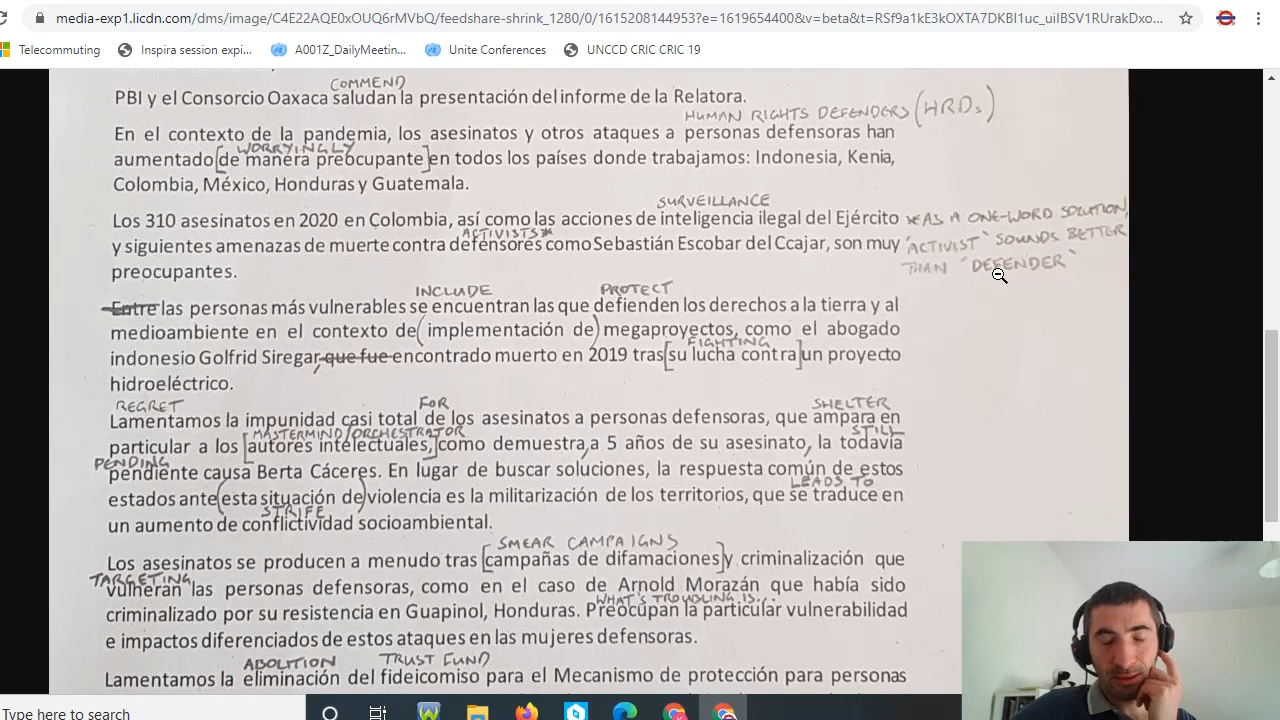 media-exp1.licdn.com/dms/image/C4E22AQE0xOUQ6rMVbQ/feedshare-shrink_1280/0/1615208144953?e=1619654400&v=beta&t=RSf9a1kE3kOXTA7DKBI1uc_uiIBSV1RUrakDxo...
Telecommuting Inspira session expi... A001Z_DailyMeetin... Unite Conferences UNCCD CRIC CRIC 19
COMMEND
PBI y el Consorcio Oaxaca saludan la presentación del informe de la Relatora.
HUMAN RIGHTS DEFENDERS (HRDs)
En el contexto de la pandemia, los asesinatos y otros ataques a personas defensoras han
WORRYINGLY
aumentado [de manera preocupante] en todos los países donde trabajamos: Indonesia, Kenia,
Colombia, México, Honduras y Guatemala.
SURVEILLANCE
Los 310 asesinatos en 2020 en Colombia, así como las acciones de inteligencia ilegal del Ejército *AS A ONE-WORD SOLUTION,
ACTIVISTS*
y siguientes amenazas de muerte contra defensores como Sebastián Escobar del Ccajar, son muy "ACTIVIST" SOUNDS BETTER
preocupantes. THAN "DEFENDER"
INCLUDE PROTECT
Entre las personas más vulnerables se encuentran las que defienden los derechos a la tierra y al
medioambiente en el contexto de (implementación de) megaproyectos, como el abogado
FIGHTING
indonesio Golfrid Siregar, que fue encontrado muerto en 2019 tras [su lucha contra] un proyecto
hidroeléctrico.
REGRET FOR SHELTER
Lamentamos la impunidad casi total de los asesinatos a personas defensoras, que ampara en
MASTERMIND/ORCHESTRATOR STILL
particular a los [autores intelectuales,] como demuestra, a 5 años de su asesinato, la todavía
PENDING
pendiente causa Berta Cáceres. En lugar de buscar soluciones, la respuesta común de estos
LEADS TO
estados ante (esta situación de) violencia es la militarización de los territorios, que se traduce en
STRIFE
un aumento de conflictividad socioambiental.
SMEAR CAMPAIGNS
Los asesinatos se producen a menudo tras [campañas de difamaciones] y criminalización que
TARGETING
vulneran las personas defensoras, como en el caso de Arnold Morazán que había sido
WHAT'S TROUBLING IS...
criminalizado por su resistencia en Guapinol, Honduras. Preocupan la particular vulnerabilidad
e impactos diferenciados de estos ataques en las mujeres defensoras.
ABOLITION TRUST FUND
Lamentamos la eliminación del fideicomiso para el Mecanismo de protección para personas
Type here to search